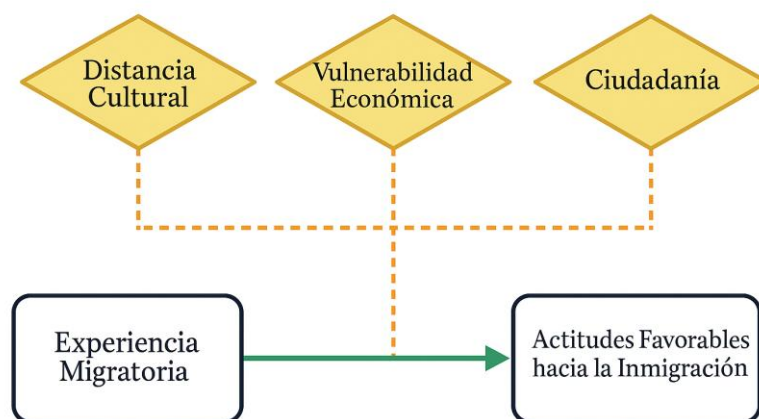 Distancia
Cultural
Vulnerabilidad
Económica
Ciudadanía
Experiencia
Migratoria
Actitudes Favorables
hacia la Inmigración